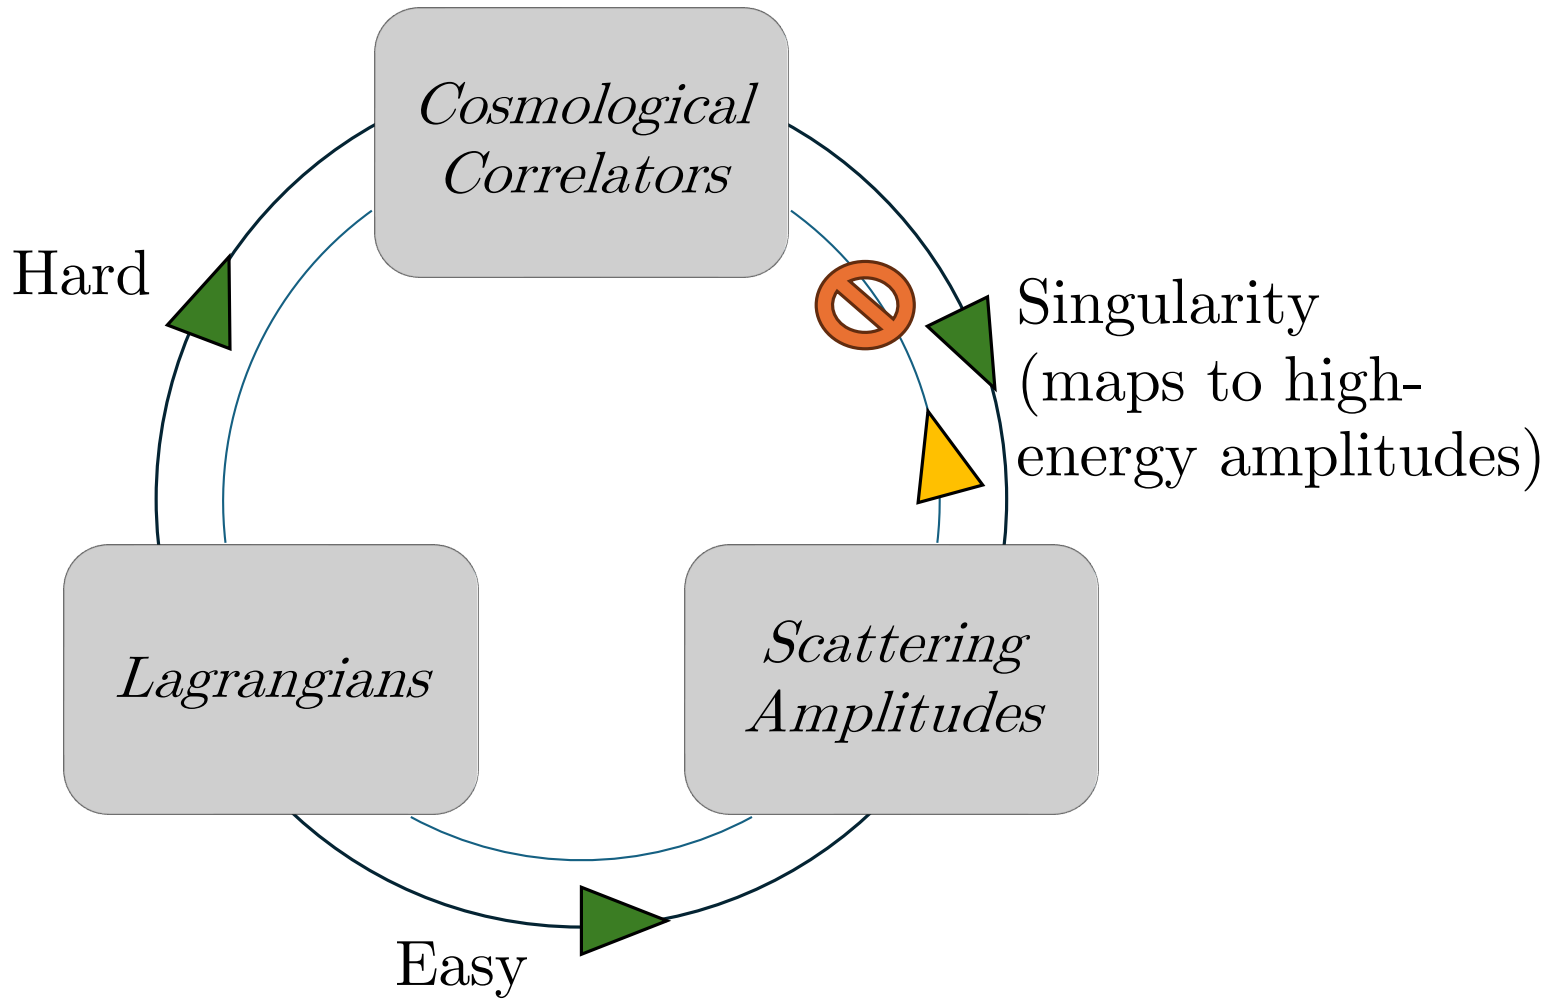 Cosmological
Correlators
Hard
Singularity
(maps to high-
energy amplitudes)
Lagrangians
Scattering
Amplitudes
Easy